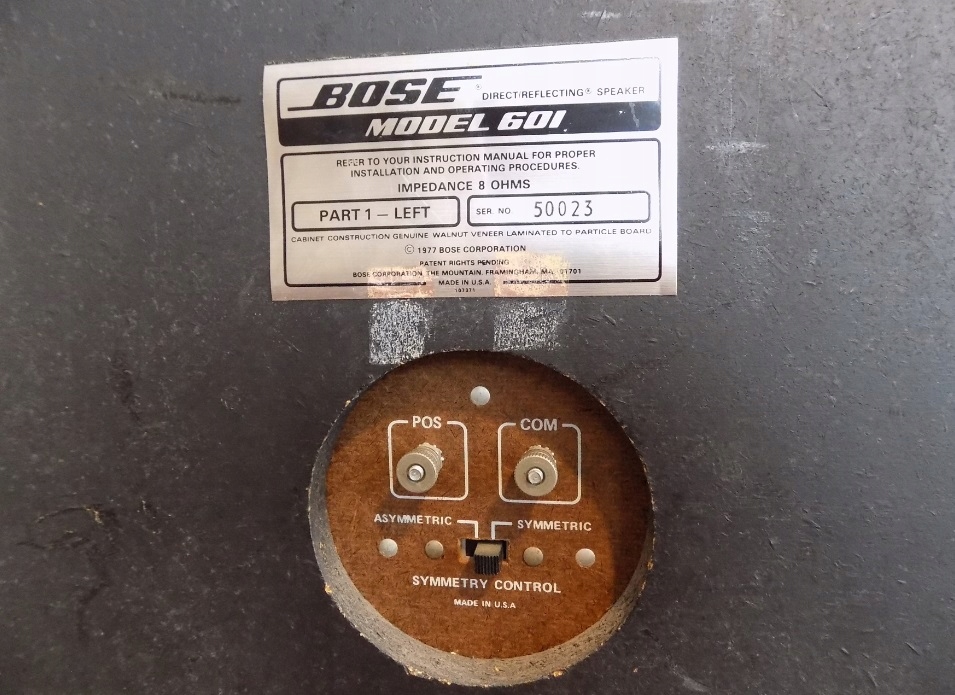 BOSE® DIRECT/REFLECTING® SPEAKER
MODEL 601
REFER TO YOUR INSTRUCTION MANUAL FOR PROPER
INSTALLATION AND OPERATING PROCEDURES.
IMPEDANCE 8 OHMS
PART 1 – LEFT
SER. NO 50023
CABINET CONSTRUCTION GENUINE WALNUT VENEER LAMINATED TO PARTICLE BOARD
© 1977 BOSE CORPORATION
PATENT RIGHTS PENDING
BOSE CORPORATION, THE MOUNTAIN, FRAMINGHAM, MA. 01701
MADE IN U.S.A.
107371
POS COM
ASYMMETRIC SYMMETRIC
SYMMETRY CONTROL
MADE IN U.S.A